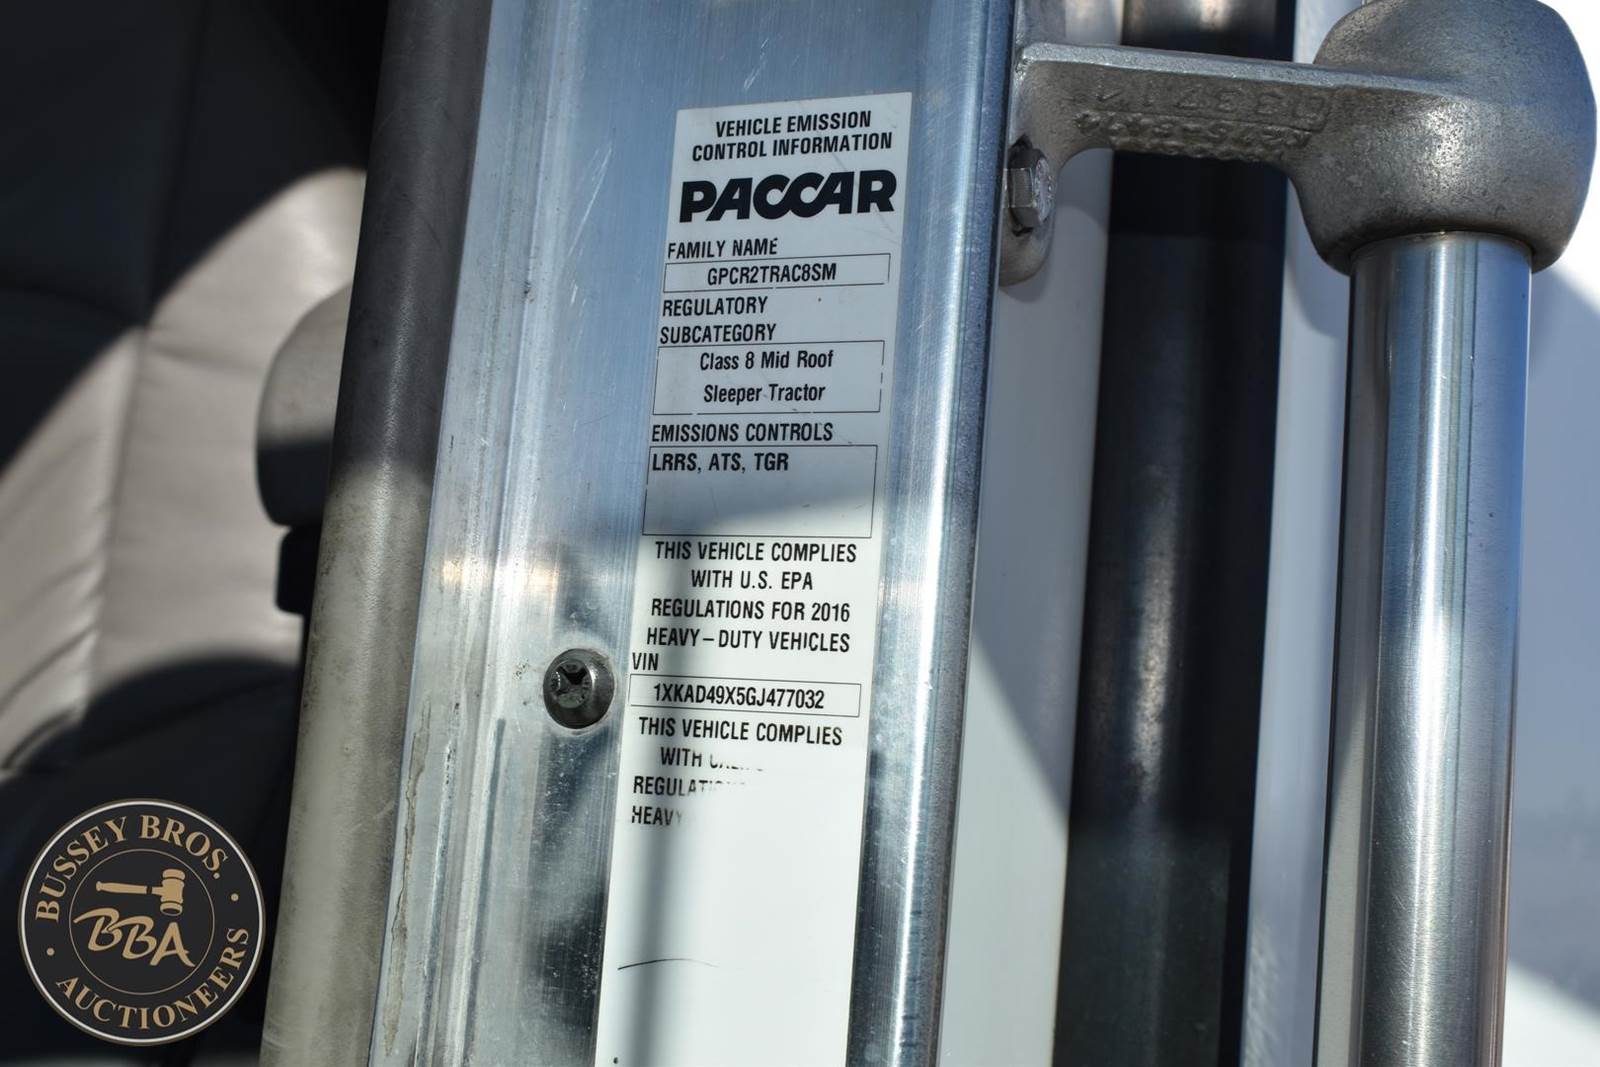 VEHICLE EMISSION
CONTROL INFORMATION
PACCAR
FAMILY NAME
GPCR2TRAC8SM
REGULATORY
SUBCATEGORY
Class 8 Mid Roof
Sleeper Tractor
EMISSIONS CONTROLS
LRRS, ATS, TGR
THIS VEHICLE COMPLIES
WITH U.S. EPA
REGULATIONS FOR 2016
HEAVY-DUTY VEHICLES
VIN
1XKAD49X5GJ477032
THIS VEHICLE COMPLIES
WITH
BUSSEY BROS.
BBA
AUCTIONEERS